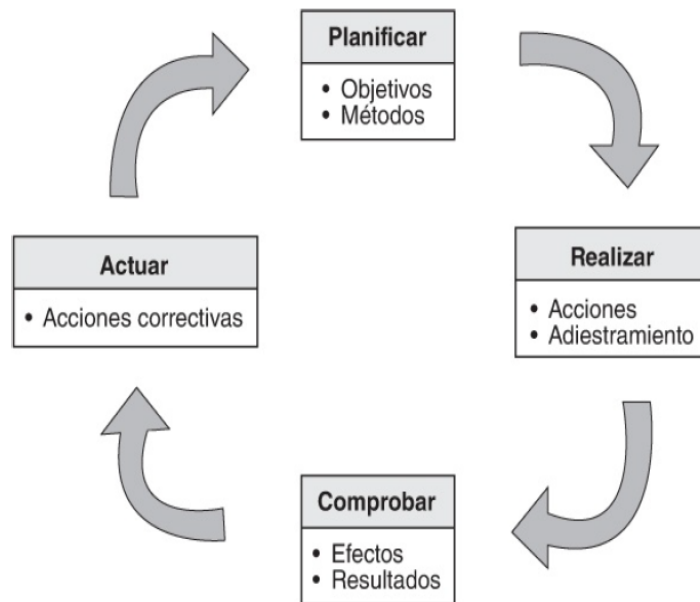 Planificar
• Objetivos
• Métodos
Actuar
• Acciones correctivas
Realizar
• Acciones
• Adiestramiento
Comprobar
• Efectos
• Resultados